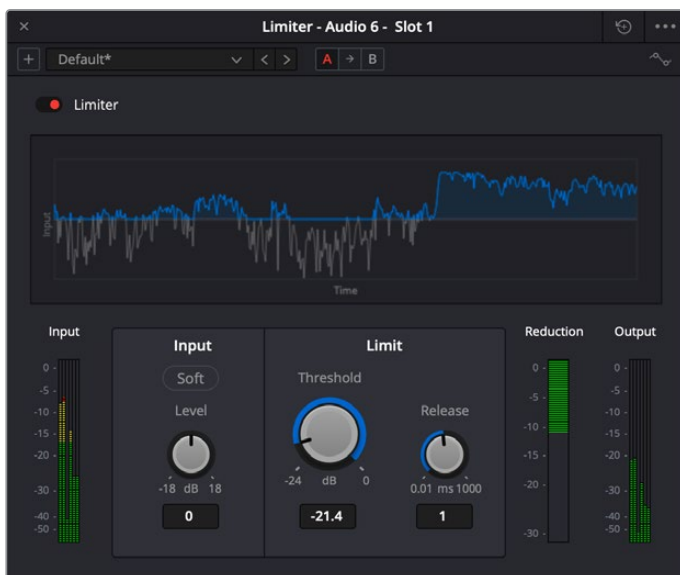 Limiter - Audio 6 - Slot 1
Default*
A B
Limiter
Input
Time
Input
0
-5
-10
-15
-20
-30
-40
-50
Input
Soft
Level
-18 dB 18
0
Limit
Threshold
-24 dB 0
-21.4
Release
0.01 ms 1000
1
Reduction
0
-5
-10
-15
-20
-30
Output
0
-5
-10
-15
-20
-30
-40
-50